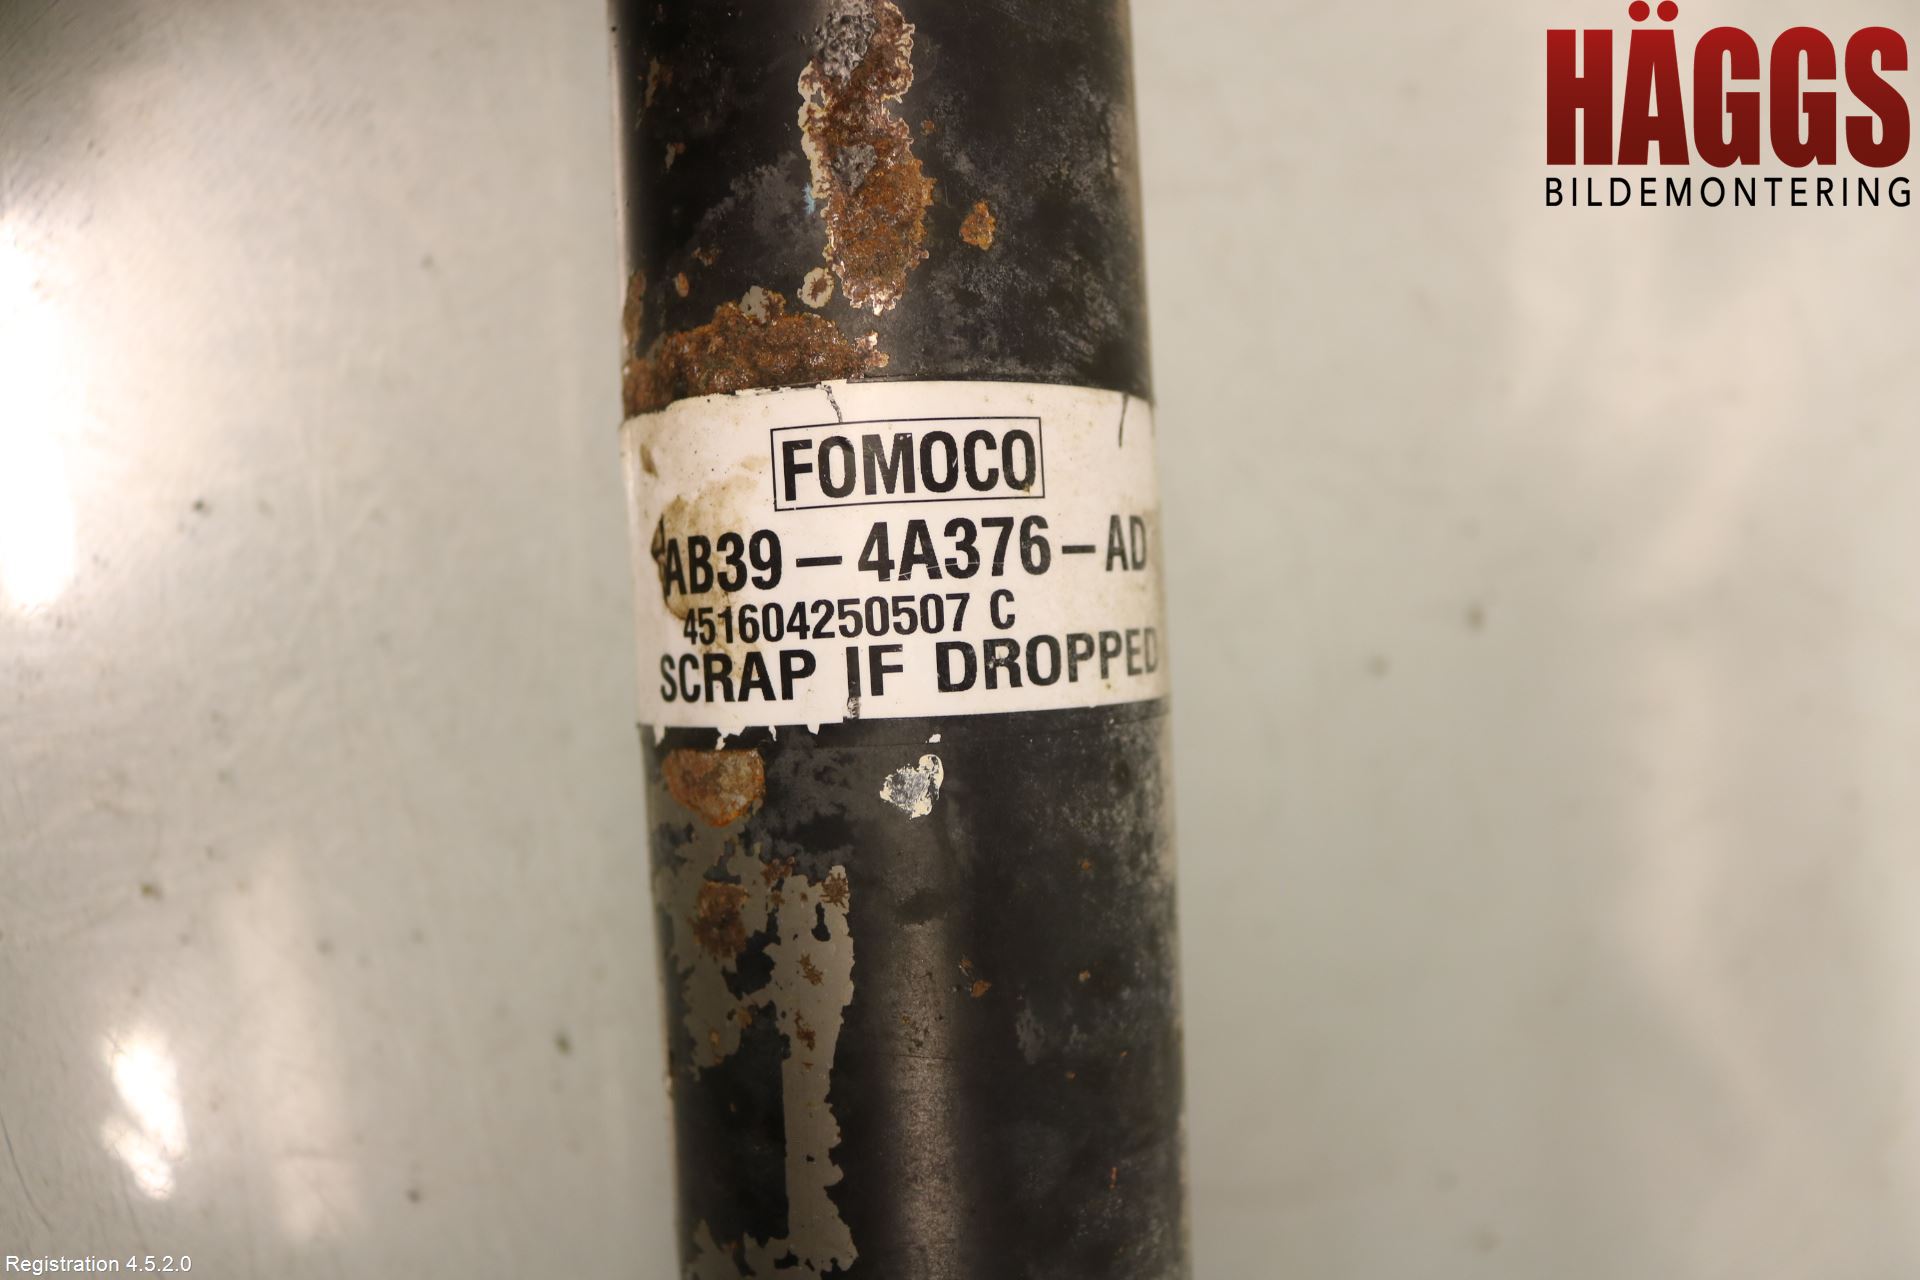 HÄGGS
BILDEMONTERING
FOMOCO
AB39-4A376-AD
451604250507 C
SCRAP IF DROPPED
Registration 4.5.2.0